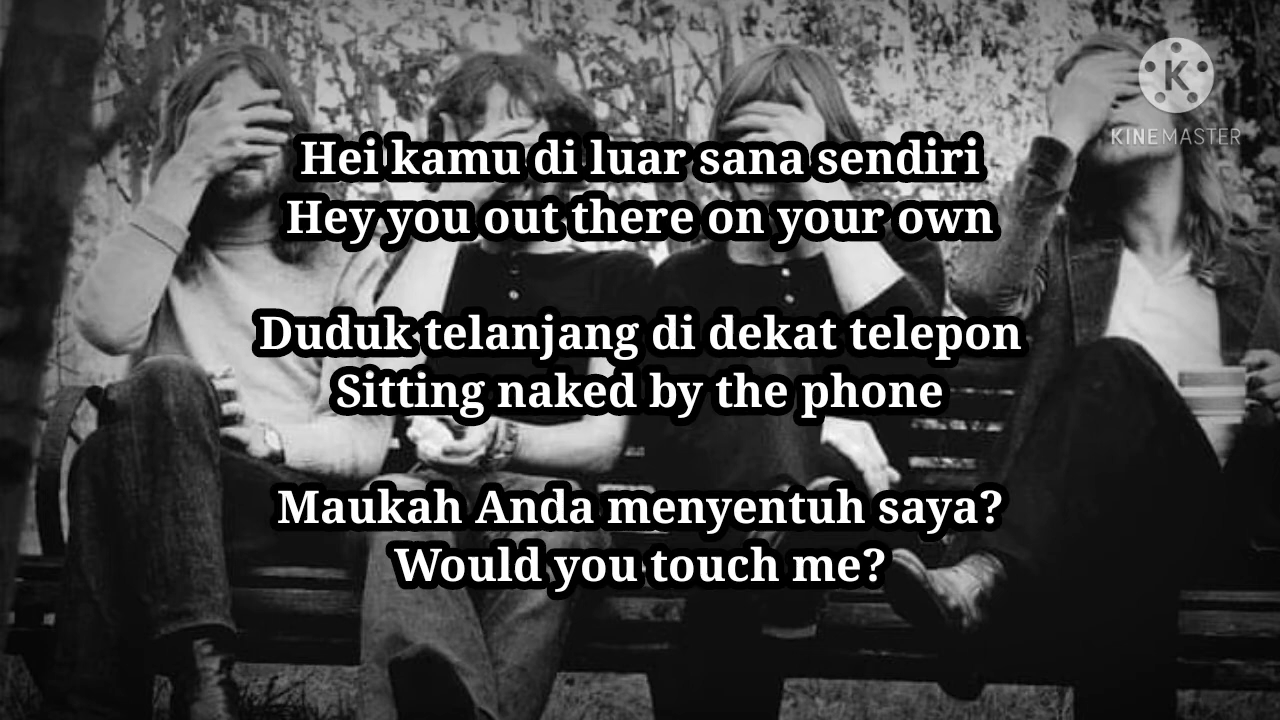 K
KINEMASTER
Hei kamu di luar sana sendiri
Hey you out there on your own
Duduk telanjang di dekat telepon
Sitting naked by the phone
Maukah Anda menyentuh saya?
Would you touch me?